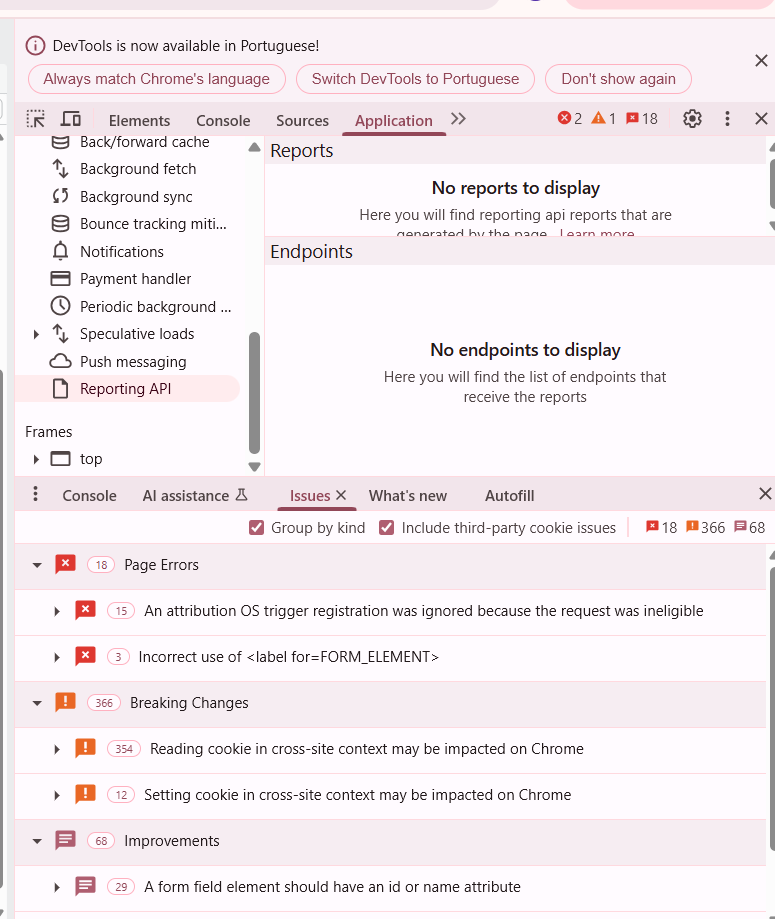 DevTools is now available in Portuguese!
Always match Chrome's language Switch DevTools to Portuguese Don't show again
Elements Console Sources Application 2 1 18
Back/forward cache
Background fetch
Background sync
Bounce tracking miti...
Notifications
Payment handler
Periodic background ...
Speculative loads
Push messaging
Reporting API
Frames
top
Reports
No reports to display
Here you will find reporting api reports that are
generated by the page. Learn more
Endpoints
No endpoints to display
Here you will find the list of endpoints that
receive the reports
Console AI assistance Issues What's new Autofill
Group by kind Include third-party cookie issues 18 366 68
18 Page Errors
15 An attribution OS trigger registration was ignored because the request was ineligible
3 Incorrect use of <label for=FORM_ELEMENT>
366 Breaking Changes
354 Reading cookie in cross-site context may be impacted on Chrome
12 Setting cookie in cross-site context may be impacted on Chrome
68 Improvements
29 A form field element should have an id or name attribute